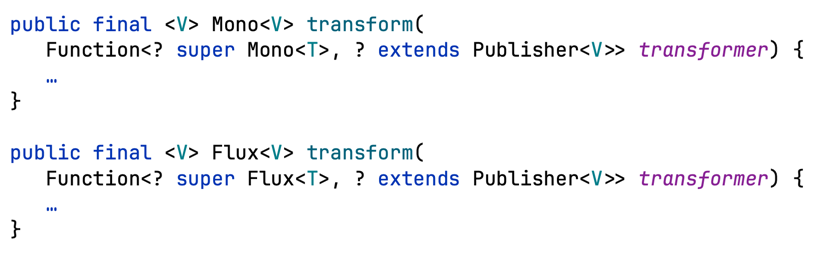 public final <V> Mono<V> transform(
Function<? super Mono<T>, ? extends Publisher<V>> transformer) {
…
}
public final <V> Flux<V> transform(
Function<? super Flux<T>, ? extends Publisher<V>> transformer) {
…
}